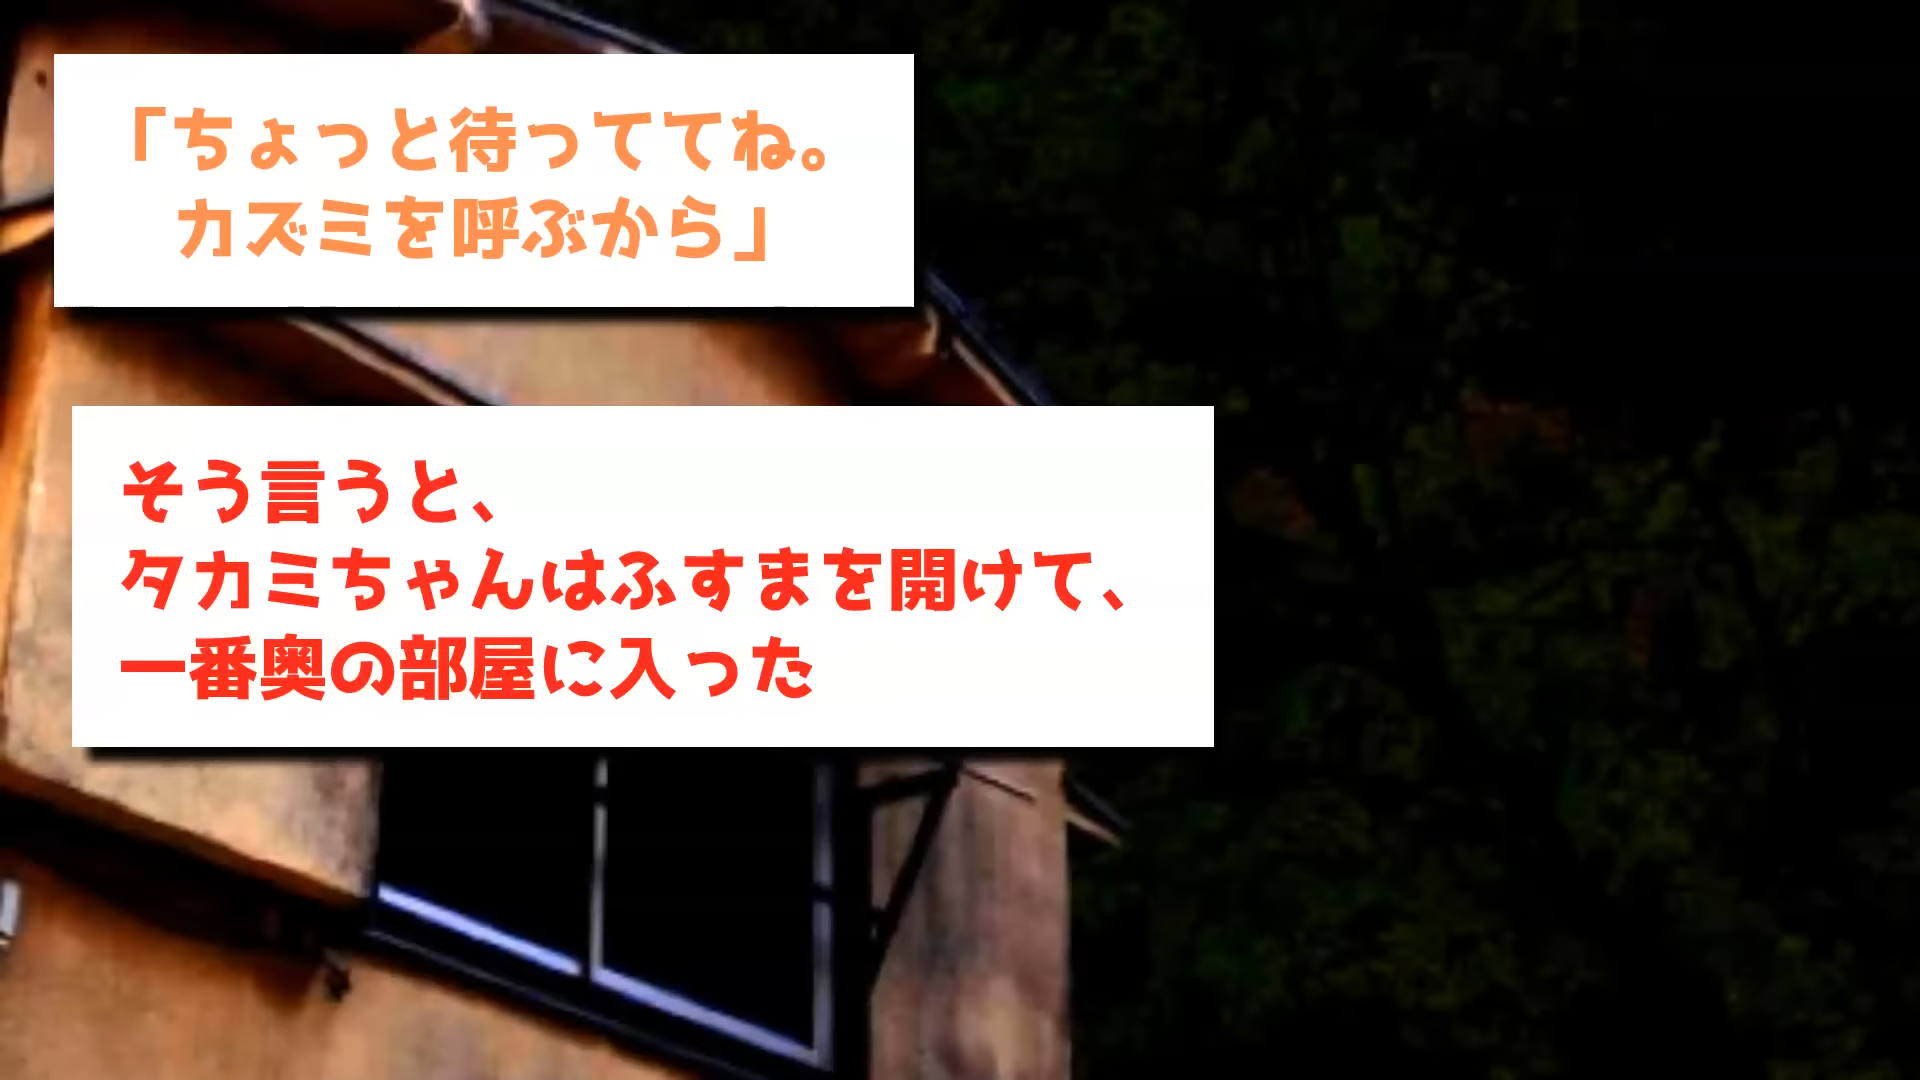 「ちょっと待っててね。
カズミを呼ぶから」
そう言うと、
タカミちゃんはふすまを開けて、
一番奥の部屋に入った